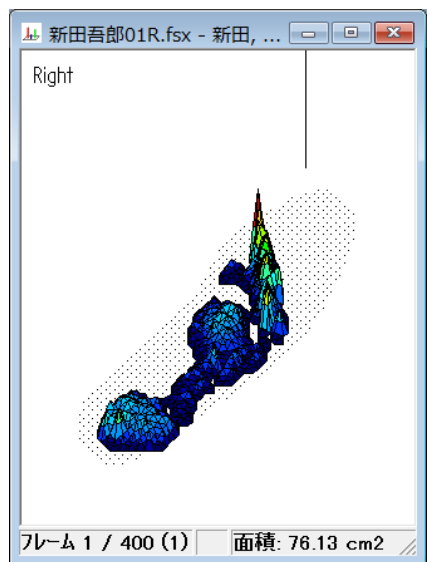 新田吾郎01R.fsx - 新田, ...
Right
フレーム 1 / 400 (1)
面積: 76.13 cm2